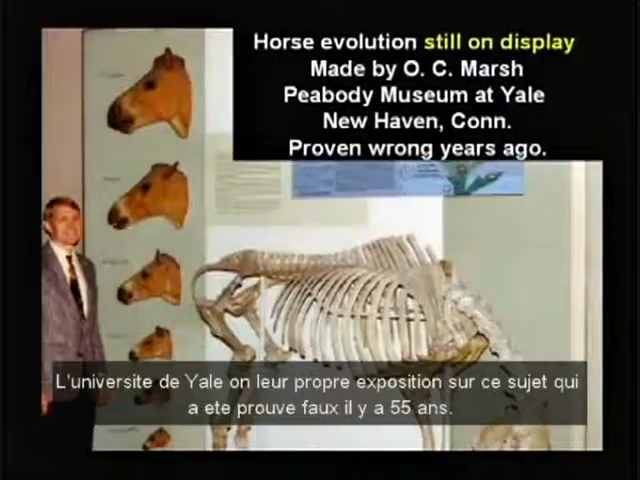 Horse evolution still on display
Made by O. C. Marsh
Peabody Museum at Yale
New Haven, Conn.
Proven wrong years ago.
L'universite de Yale on leur propre exposition sur ce sujet qui
a ete prouve faux il y a 55 ans.